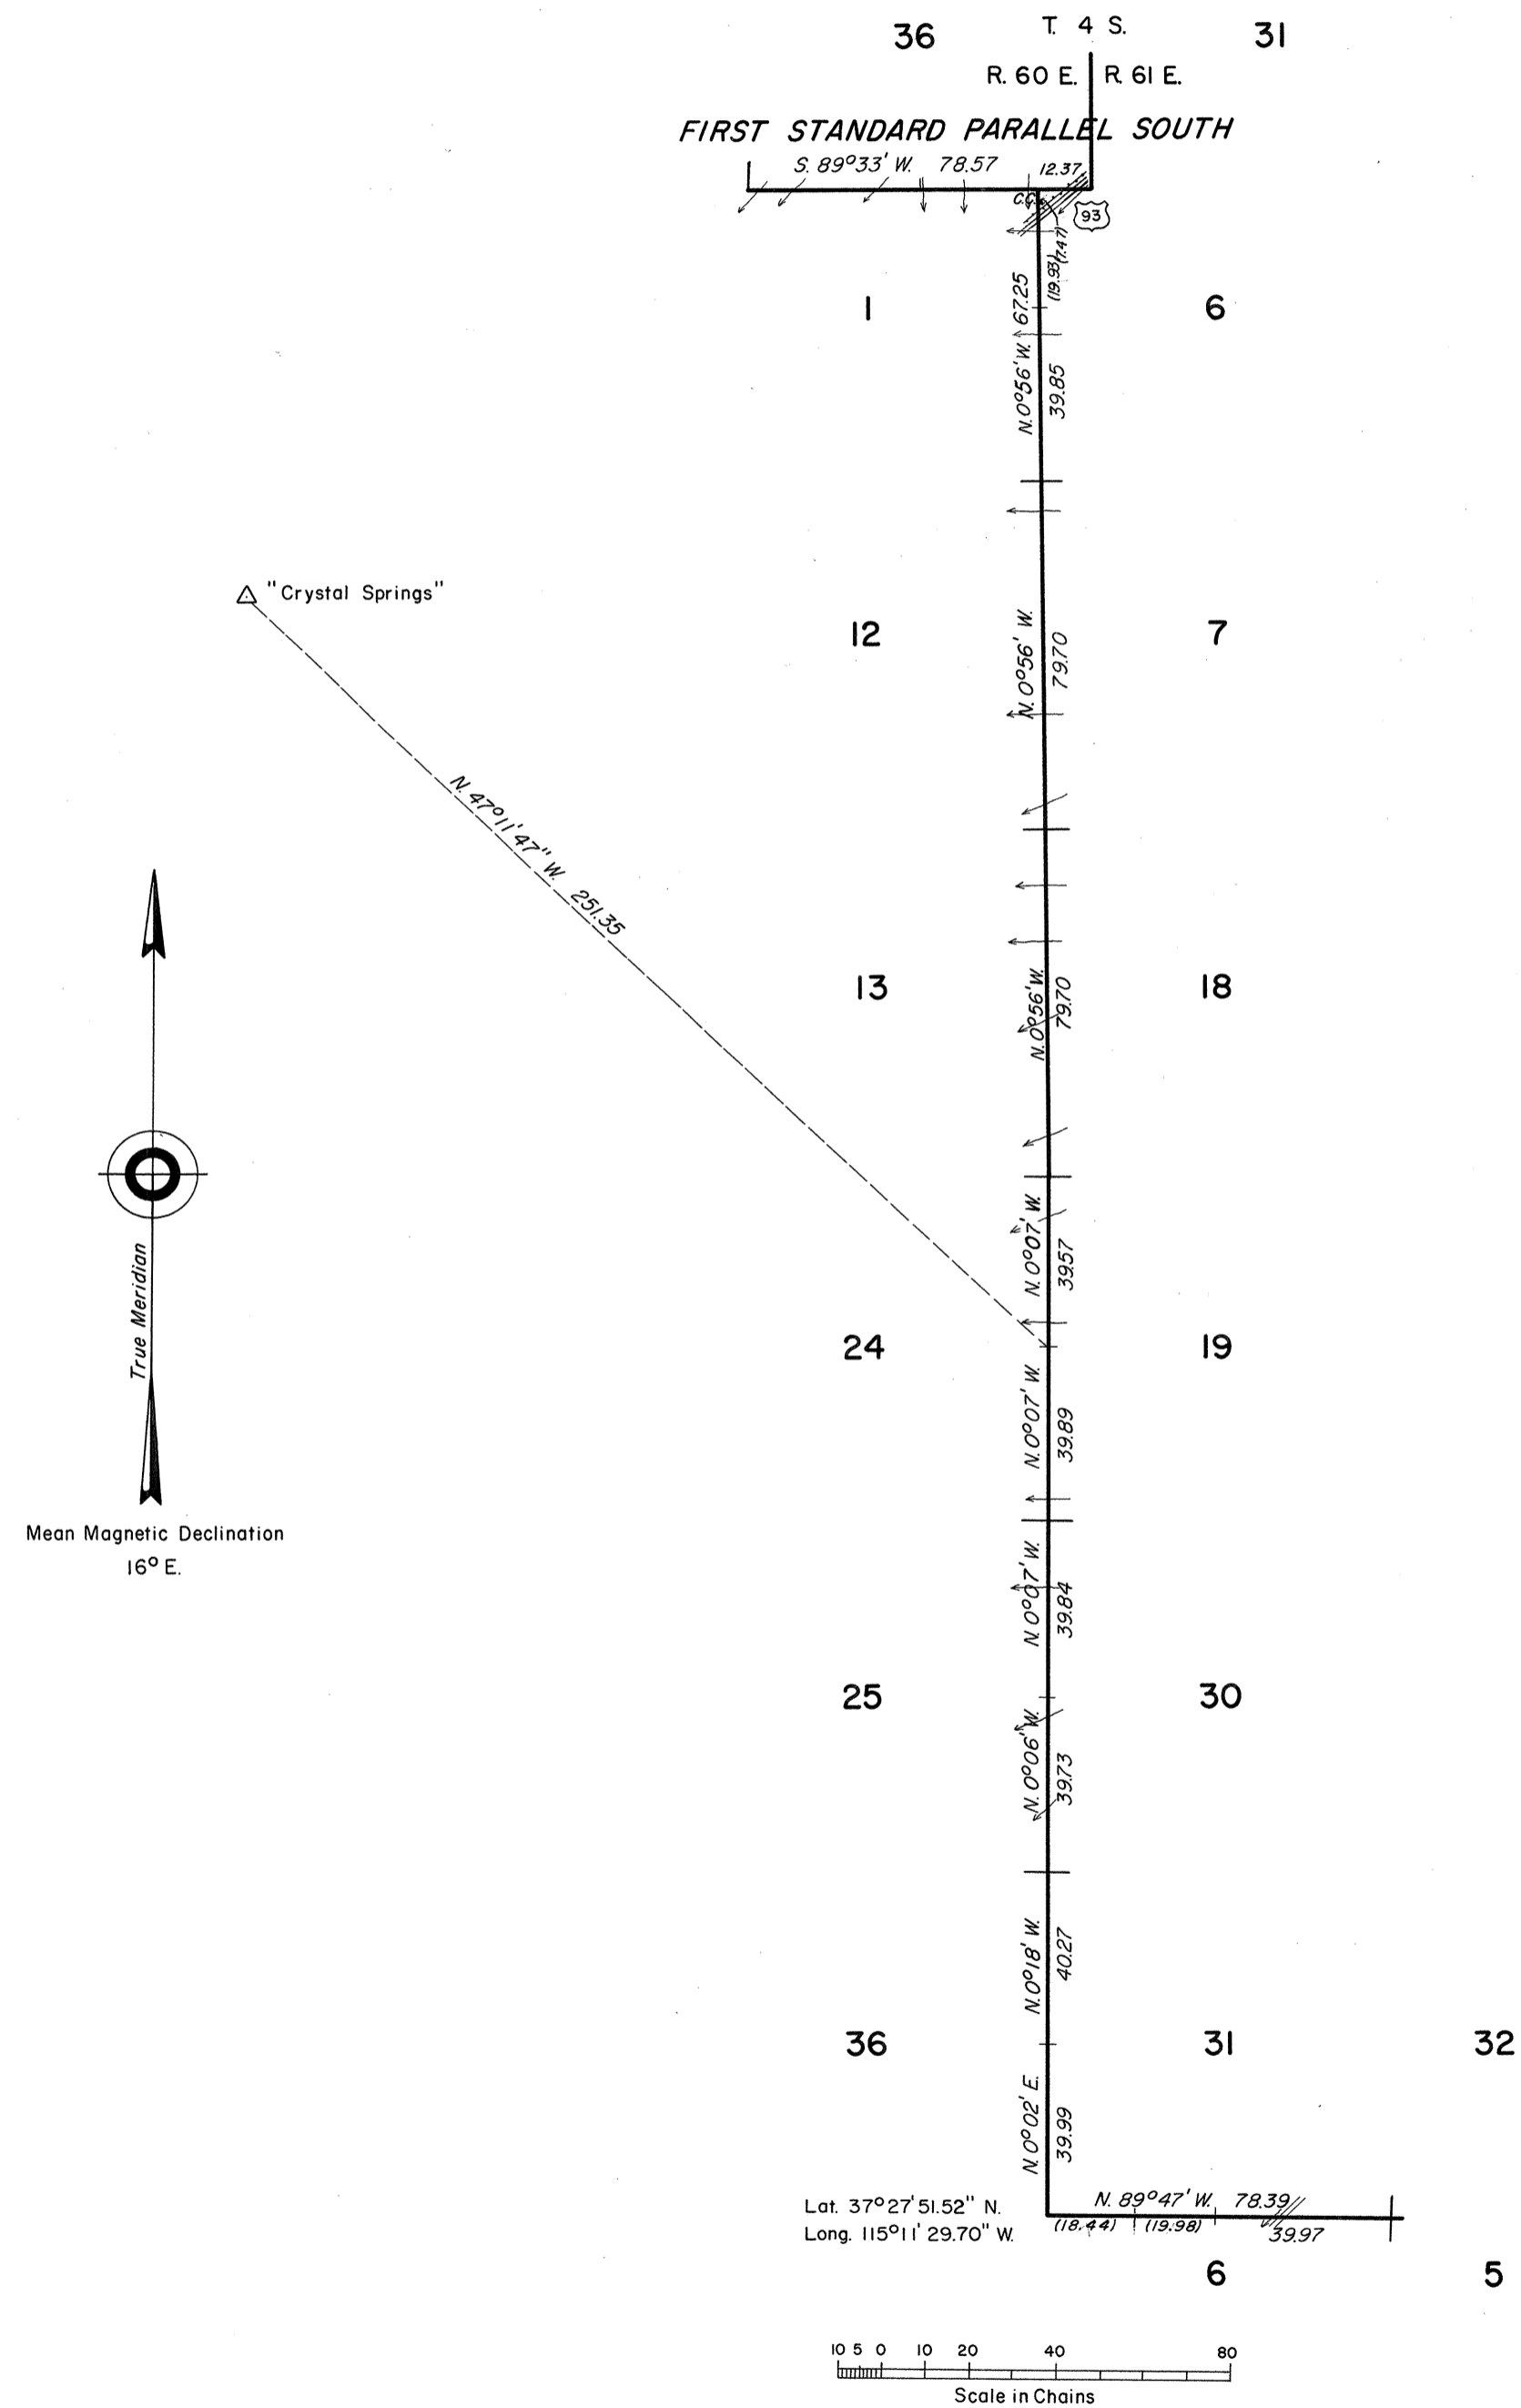 36 T. 4 S. 31
R. 60 E. R. 61 E.
FIRST STANDARD PARALLEL SOUTH
S. 89°33' W. 78.57 12.37
C.C.
93
(7.47)
(19.93)
N. 0°56' W. 67.25
1 6
39.85
"Crystal Springs"
12 7
N. 0°56' W.
79.70
N. 47°11'47" W. 251.35
13 18
N. 0°56' W.
79.70
N. 0°07' W.
39.57
True Meridian
24 19
N. 0°07' W.
39.89
Mean Magnetic Declination
16° E.
N. 0°07' W.
39.84
25 30
N. 0°06' W.
39.73
N. 0°18' W.
40.27
36 31 32
N. 0°02' E.
39.99
Lat. 37°27'51.52" N.
Long. 115°11'29.70" W.
N. 89°47' W. 78.39
(18.44) (19.98) 39.97
6 5
10 5 0 10 20 40 80
Scale in Chains